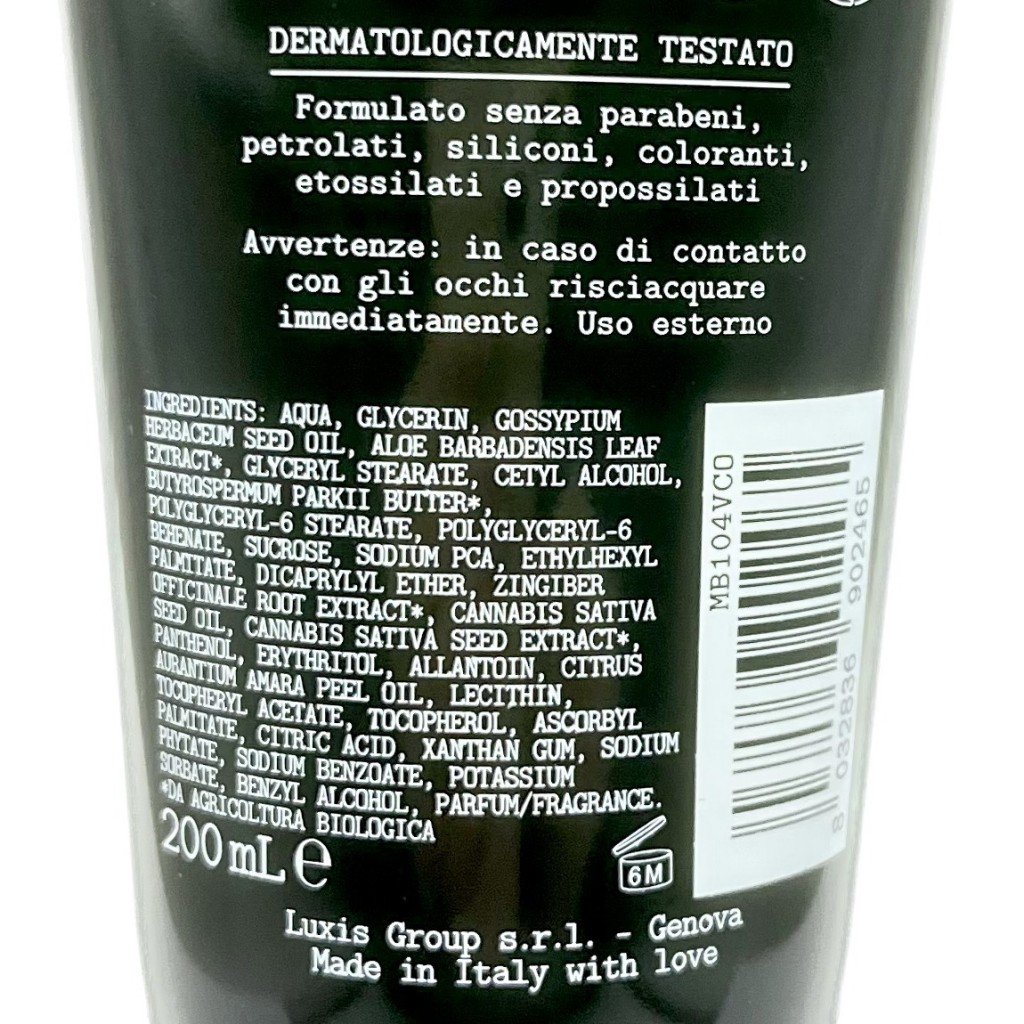 DERMATOLOGICAMENTE TESTATO
Formulato senza parabeni,
petrolati, siliconi, coloranti,
etossilati e propossilati
Avvertenze: in caso di contatto
con gli occhi risciacquare
immediatamente. Uso esterno
INGREDIENTS: AQUA, GLYCERIN, GOSSYPIUM
HERBACEUM SEED OIL, ALOE BARBADENSIS LEAF
EXTRACT*, GLYCERYL STEARATE, CETYL ALCOHOL,
BUTYROSPERMUM PARKII BUTTER*,
POLYGLYCERYL-6 STEARATE, POLYGLYCERYL-6
BEHENATE, SUCROSE, SODIUM PCA, ETHYLHEXYL
PALMITATE, DICAPRYLYL ETHER, ZINGIBER
OFFICINALE ROOT EXTRACT*, CANNABIS SATIVA
SEED OIL, CANNABIS SATIVA SEED EXTRACT*,
PANTHENOL, ERYTHRITOL, ALLANTOIN, CITRUS
AURANTIUM AMARA PEEL OIL, LECITHIN,
TOCOPHERYL ACETATE, TOCOPHEROL, ASCORBYL
PALMITATE, CITRIC ACID, XANTHAN GUM, SODIUM
PHYTATE, SODIUM BENZOATE, POTASSIUM
SORBATE, BENZYL ALCOHOL, PARFUM/FRAGRANCE.
*DA AGRICOLTURA BIOLOGICA
200 mL e
6M
MB104VCO
8 032836 902465
Luxis Group s.r.l. - Genova
Made in Italy with love